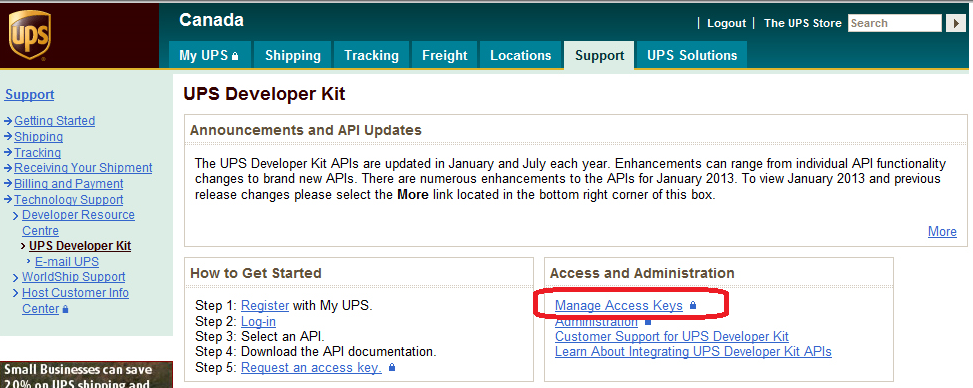 ups
Canada
Logout | The UPS Store Search
My UPS Shipping Tracking Freight Locations Support UPS Solutions
Support
Getting Started
Shipping
Tracking
Receiving Your Shipment
Billing and Payment
Technology Support
Developer Resource
Centre
UPS Developer Kit
E-mail UPS
WorldShip Support
Host Customer Info
Center
Small Businesses can save
20% on UPS shipping and
UPS Developer Kit
Announcements and API Updates
The UPS Developer Kit APIs are updated in January and July each year. Enhancements can range from individual API functionality
changes to brand new APIs. There are numerous enhancements to the APIs for January 2013. To view January 2013 and previous
release changes please select the More link located in the bottom right corner of this box.
More
How to Get Started
Step 1: Register with My UPS.
Step 2: Log-in
Step 3: Select an API.
Step 4: Download the API documentation.
Step 5: Request an access key.
Access and Administration
Manage Access Keys
Administration
Customer Support for UPS Developer Kit
Learn About Integrating UPS Developer Kit APIs